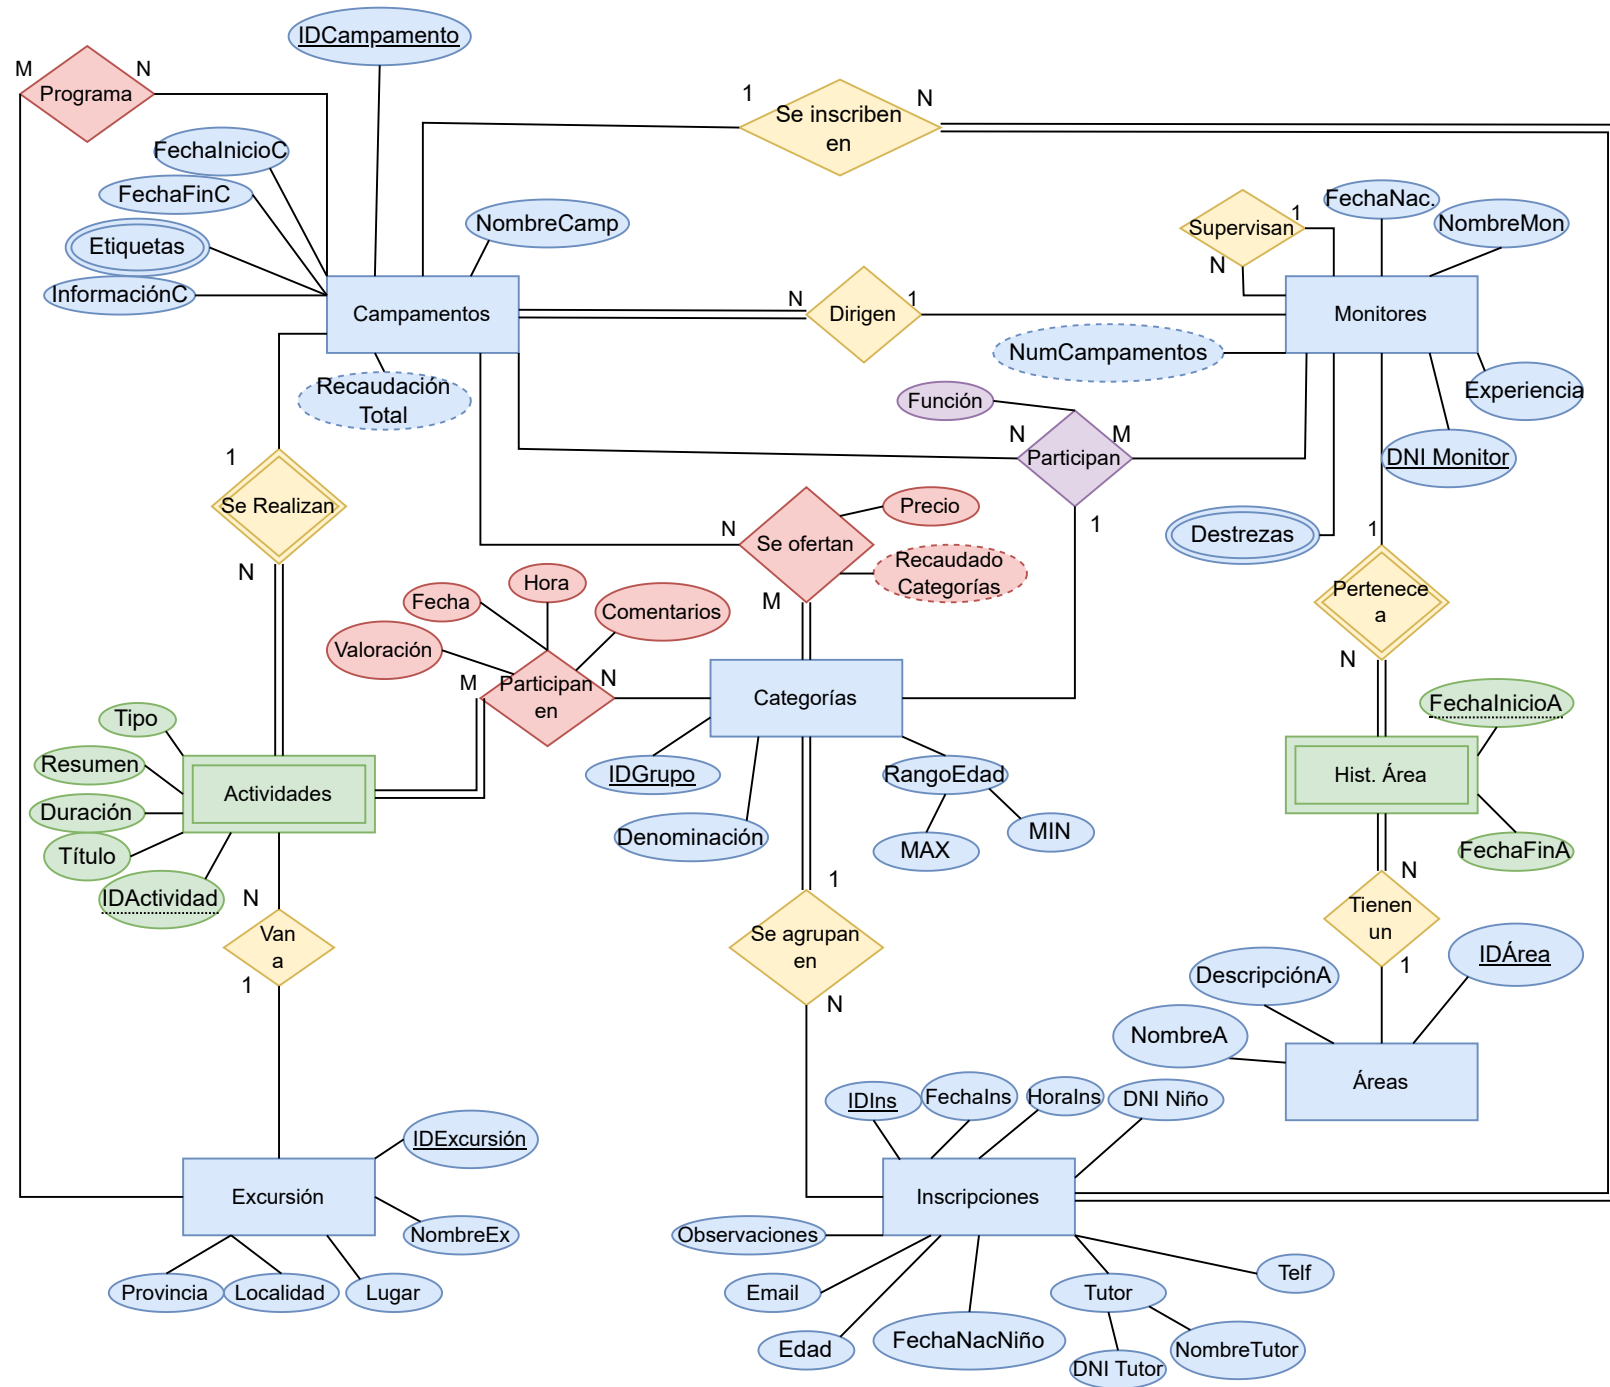 IDCampamento
M
N
Programa
1
Se inscriben
en
N
FechaInicioC
FechaFinC
Etiquetas
InformaciónC
NombreCamp
Supervisan
1
N
FechaNac.
NombreMon
Campamentos
N
Dirigen
1
Monitores
NumCampamentos
Recaudación
Total
Función
Experiencia
N
M
Participan
1
DNI Monitor
1
Se Realizan
N
Precio
N
Se ofertan
M
Recaudado
Categorías
Destrezas
1
Pertenece
a
N
Hora
Fecha
Comentarios
Valoración
M
Participan
en
N
Categorías
FechaInicioA
Tipo
Resumen
Duración
Título
IDActividad
Actividades
IDGrupo
Denominación
RangoEdad
MAX
MIN
Hist. Área
FechaFinA
N
Van
a
1
1
Se agrupan
en
N
N
Tienen
un
1
IDÁrea
DescripciónA
NombreA
Áreas
IDIns
FechaIns
HoraIns
DNI Niño
IDExcursión
Excursión
NombreEx
Provincia
Localidad
Lugar
Inscripciones
Observaciones
Email
Edad
FechaNacNiño
Tutor
DNI Tutor
NombreTutor
Telf